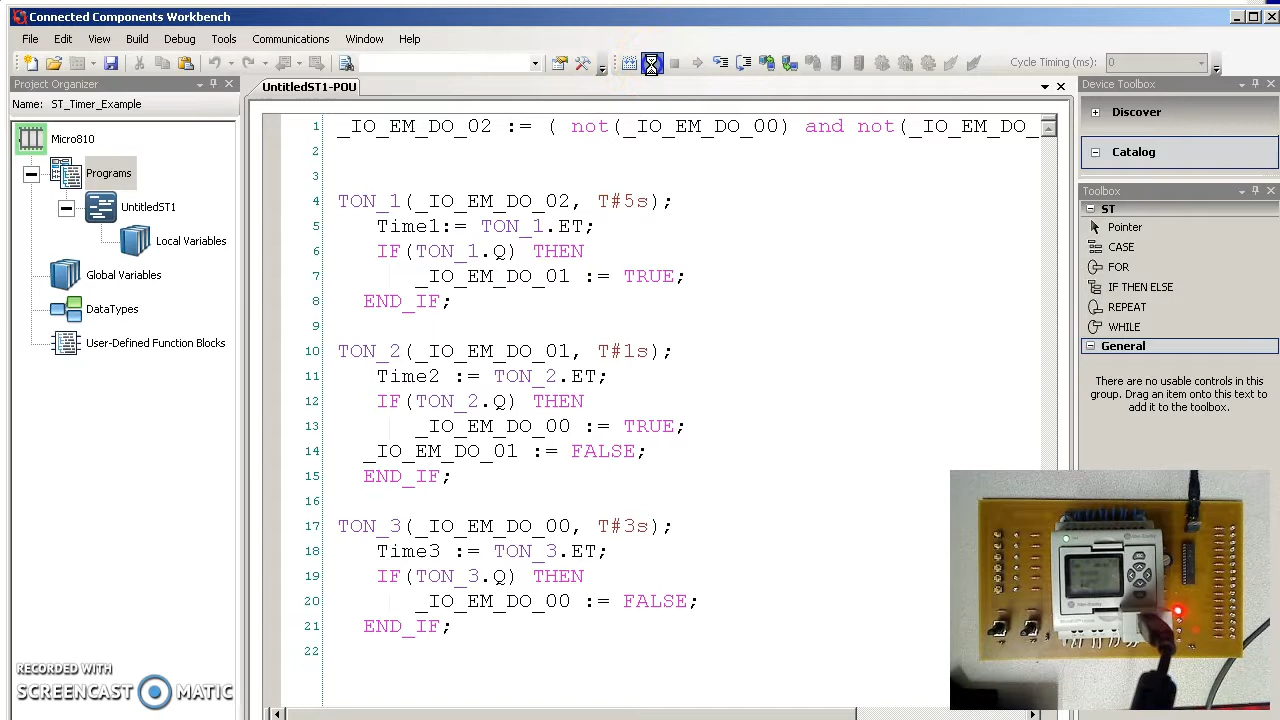 Connected Components Workbench
File Edit View Build Debug Tools Communications Window Help
Cycle Timing (ms): 0
Project Organizer
Name: ST_Timer_Example
Micro810
Programs
UntitledST1
Local Variables
Global Variables
DataTypes
User-Defined Function Blocks
UntitledST1-POU
1 _IO_EM_DO_02 := ( not(_IO_EM_DO_00) and not(_IO_EM_DO_
2
3
4 TON_1(_IO_EM_DO_02, T#5s);
5 Time1:= TON_1.ET;
6 IF(TON_1.Q) THEN
7 _IO_EM_DO_01 := TRUE;
8 END_IF;
9
10 TON_2(_IO_EM_DO_01, T#1s);
11 Time2 := TON_2.ET;
12 IF(TON_2.Q) THEN
13 _IO_EM_DO_00 := TRUE;
14 _IO_EM_DO_01 := FALSE;
15 END_IF;
16
17 TON_3(_IO_EM_DO_00, T#3s);
18 Time3 := TON_3.ET;
19 IF(TON_3.Q) THEN
20 _IO_EM_DO_00 := FALSE;
21 END_IF;
22
Device Toolbox
Discover
Catalog
Toolbox
ST
Pointer
CASE
FOR
IF THEN ELSE
REPEAT
WHILE
General
There are no usable controls in this
group. Drag an item onto this text to
add it to the toolbox.
RECORDED WITH
SCREENCAST MATIC